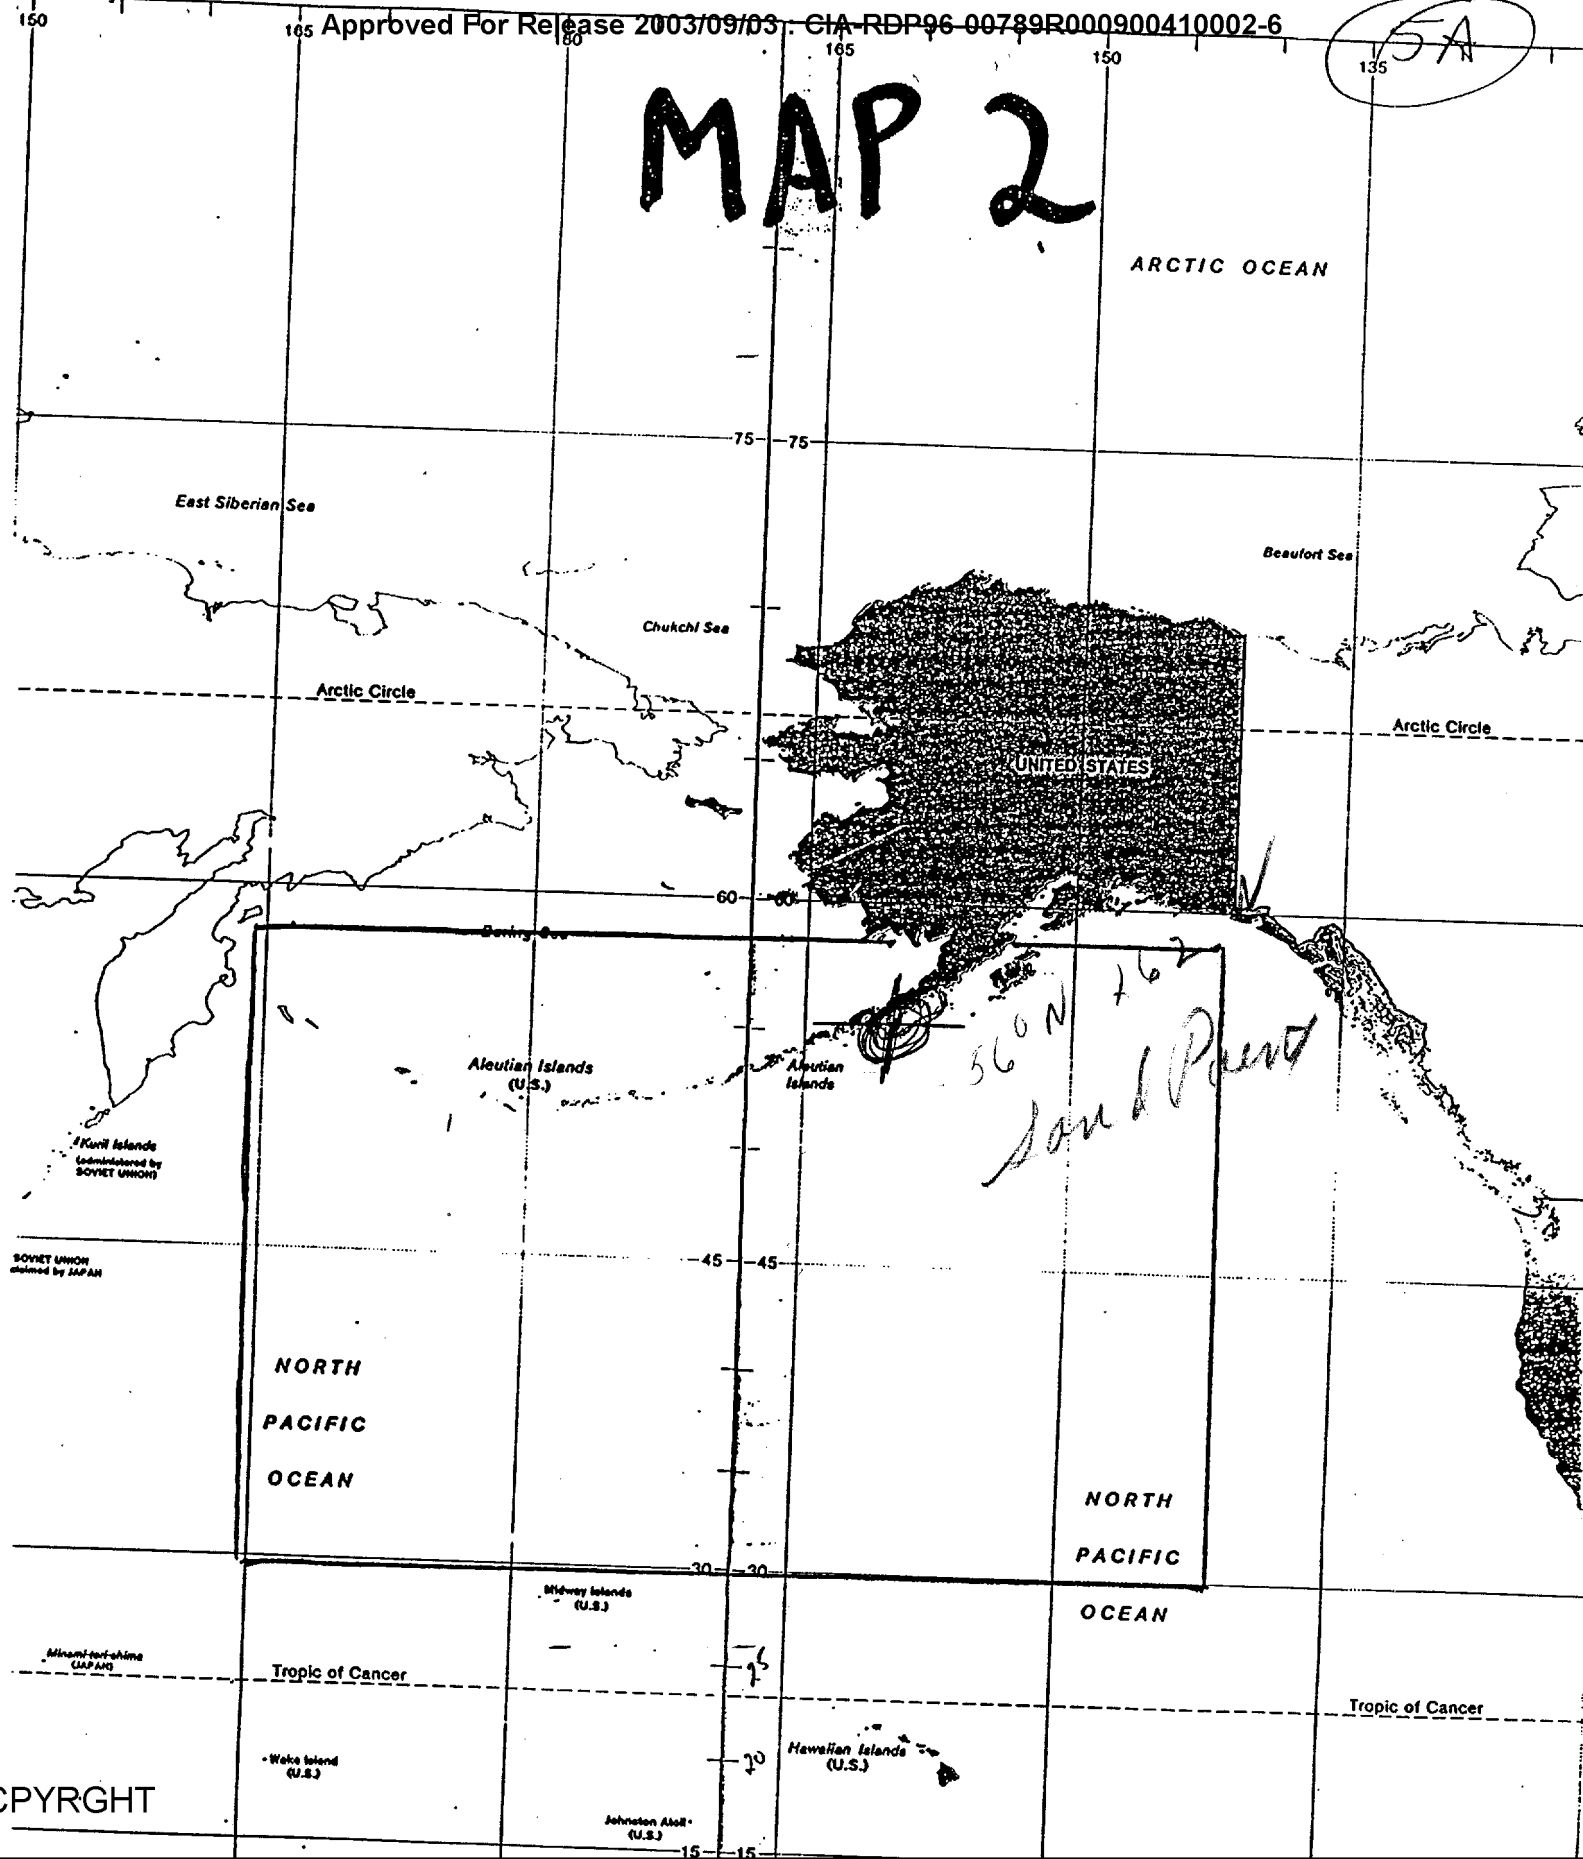 150
165
Approved For Release 2003/09/03 : CIA-RDP96-00789R000900410002-6
180
165
150
135
5A
MAP 2
ARCTIC OCEAN
75 75
East Siberian Sea
Beaufort Sea
Chukchi Sea
Arctic Circle
Arctic Circle
UNITED STATES
60 60
Bering Sea
56° N 162
Sand Point
Aleutian Islands
(U.S.)
Aleutian
Islands
Kuril Islands
(administered by
SOVIET UNION)
SOVIET UNION
claimed by JAPAN
45 45
NORTH
PACIFIC
OCEAN
NORTH
PACIFIC
OCEAN
30 30
Midway Islands
(U.S.)
Minami-tori-shima
(JAPAN)
Tropic of Cancer
25
Tropic of Cancer
Wake Island
(U.S.)
20
Hawaiian Islands
(U.S.)
CPYRGHT
Johnston Atoll
(U.S.)
15 15